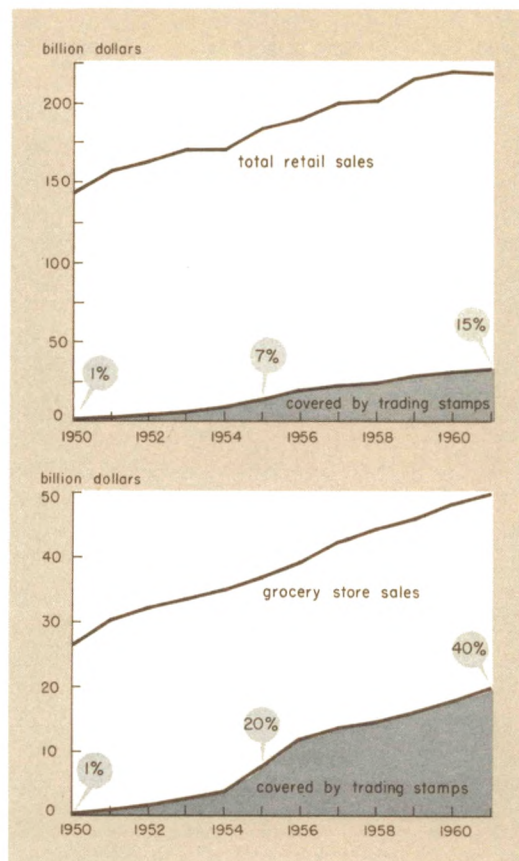 billion dollars
200
total retail sales
150
100
50
1%
7%
15%
0
covered by trading stamps
1950 1952 1954 1956 1958 1960
billion dollars
50
40
grocery store sales
30
40%
20
20%
10
1%
covered by trading stamps
0
1950 1952 1954 1956 1958 1960